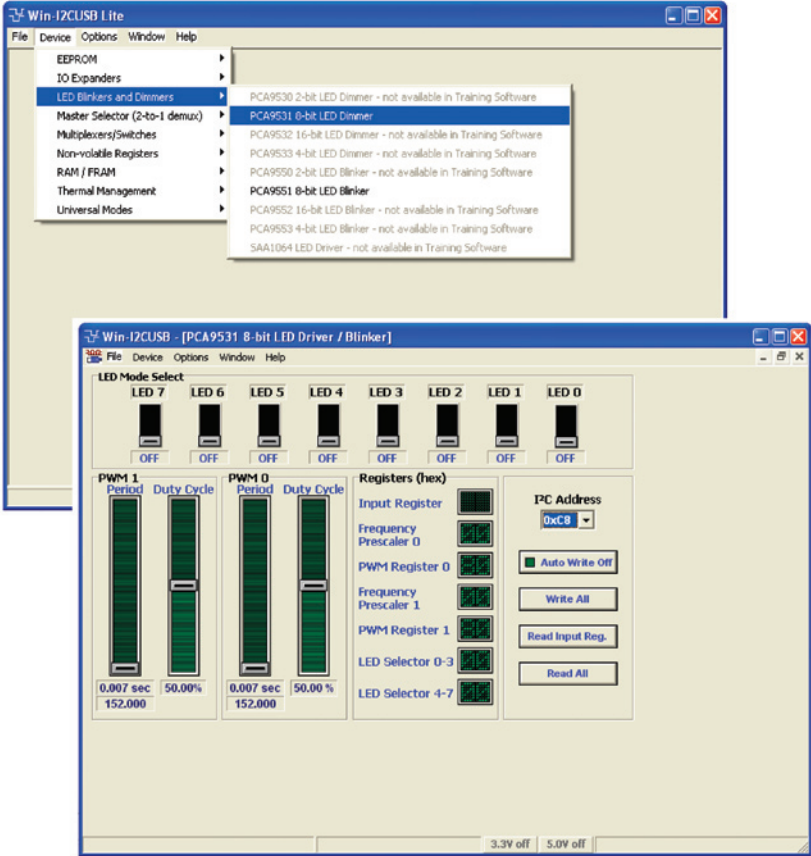 Win-I2CUSB Lite
File Device Options Window Help
EEPROM
IO Expanders
LED Blinkers and Dimmers
Master Selector (2-to-1 demux)
Multiplexers/Switches
Non-volatile Registers
RAM / FRAM
Thermal Management
Universal Modes
PCA9530 2-bit LED Dimmer - not available in Training Software
PCA9531 8-bit LED Dimmer
PCA9532 16-bit LED Dimmer - not available in Training Software
PCA9533 4-bit LED Dimmer - not available in Training Software
PCA9550 2-bit LED Blinker - not available in Training Software
PCA9551 8-bit LED Blinker
PCA9552 16-bit LED Blinker - not available in Training Software
PCA9553 4-bit LED Blinker - not available in Training Software
SAA1064 LED Driver - not available in Training Software
Win-I2CUSB - [PCA9531 8-bit LED Driver / Blinker]
File Device Options Window Help
LED Mode Select
LED 7 LED 6 LED 5 LED 4 LED 3 LED 2 LED 1 LED 0
OFF OFF OFF OFF OFF OFF OFF OFF
PWM 1
Period Duty Cycle
0.007 sec 50.00%
152.000
PWM 0
Period Duty Cycle
0.007 sec 50.00 %
152.000
Registers (hex)
Input Register
Frequency
Prescaler 0
PWM Register 0
Frequency
Prescaler 1
PWM Register 1
LED Selector 0-3
LED Selector 4-7
I²C Address
0xC8
Auto Write Off
Write All
Read Input Reg.
Read All
3.3V off 5.0V off